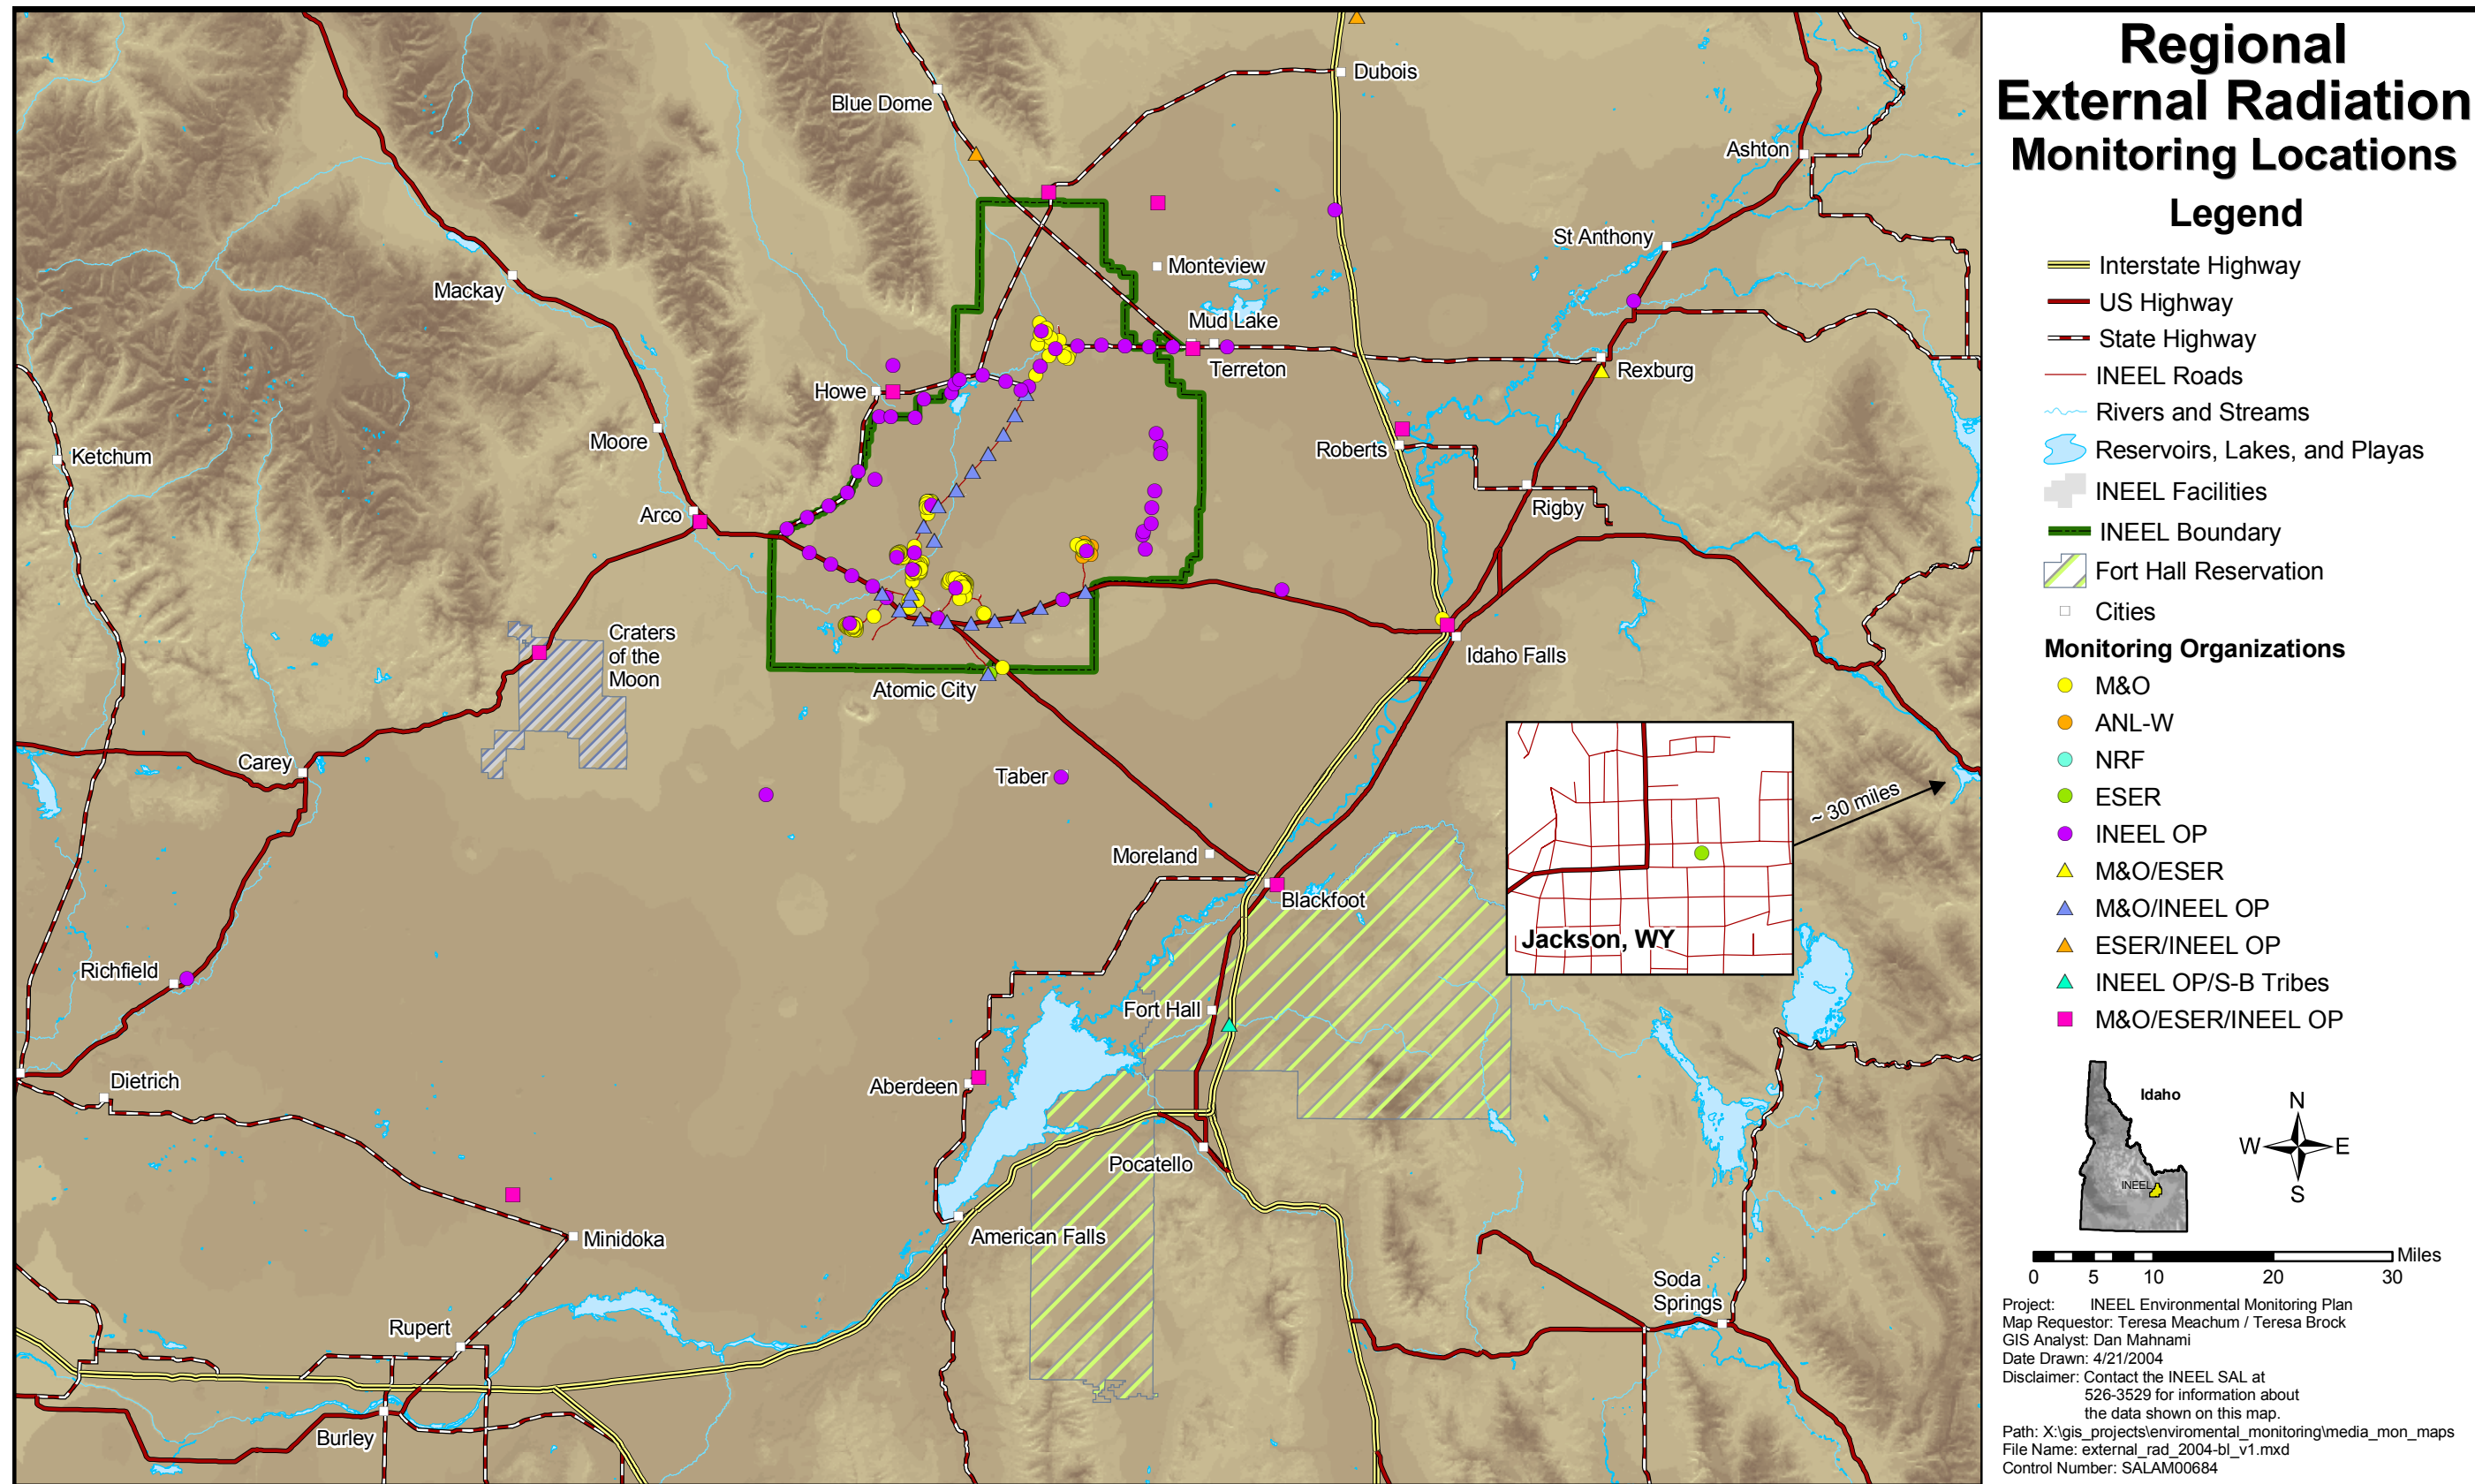 Regional
External Radiation
Monitoring Locations
Legend
Interstate Highway
US Highway
State Highway
INEEL Roads
Rivers and Streams
Reservoirs, Lakes, and Playas
INEEL Facilities
INEEL Boundary
Fort Hall Reservation
Cities
Monitoring Organizations
M&O
ANL-W
NRF
ESER
INEEL OP
M&O/ESER
M&O/INEEL OP
ESER/INEEL OP
INEEL OP/S-B Tribes
M&O/ESER/INEEL OP
Idaho
INEEL
N
W
E
S
Miles
0 5 10 20 30
Project: INEEL Environmental Monitoring Plan
Map Requestor: Teresa Meachum / Teresa Brock
GIS Analyst: Dan Mahnami
Date Drawn: 4/21/2004
Disclaimer: Contact the INEEL SAL at
526-3529 for information about
the data shown on this map.
Path: X:\gis_projects\enviromental_monitoring\media_mon_maps
File Name: external_rad_2004-bl_v1.mxd
Control Number: SALAM00684
Dubois
Blue Dome
Ashton
St Anthony
Monteview
Mackay
Mud Lake
Terreton
Rexburg
Howe
Moore
Roberts
Ketchum
Rigby
Arco
Craters
of the
Moon
Idaho Falls
Atomic City
Carey
Taber
~ 30 miles
Moreland
Blackfoot
Jackson, WY
Richfield
Fort Hall
Dietrich
Aberdeen
Pocatello
American Falls
Minidoka
Soda
Springs
Rupert
Burley